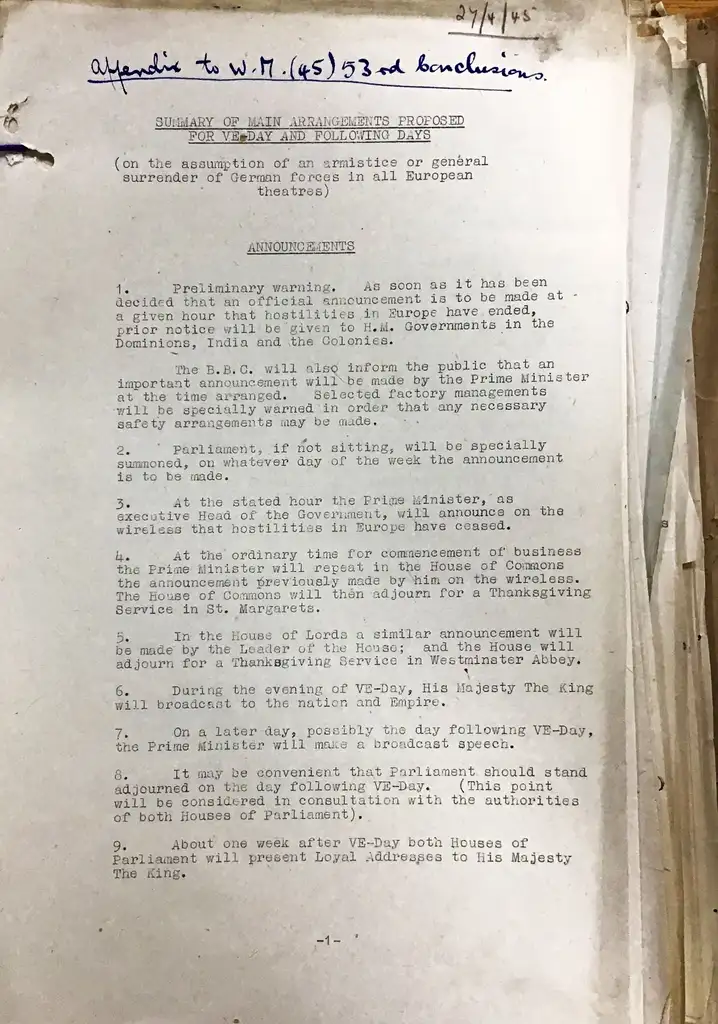 27/4/45
Appendix to W.M.(45) 53rd Conclusions.
SUMMARY OF MAIN ARRANGEMENTS PROPOSED
FOR VE-DAY AND FOLLOWING DAYS
(on the assumption of an armistice or general
surrender of German forces in all European
theatres)
ANNOUNCEMENTS
1. Preliminary warning. As soon as it has been
decided that an official announcement is to be made at
a given hour that hostilities in Europe have ended,
prior notice will be given to H.M. Governments in the
Dominions, India and the Colonies.
The B.B.C. will also inform the public that an
important announcement will be made by the Prime Minister
at the time arranged. Selected factory managements
will be specially warned in order that any necessary
safety arrangements may be made.
2. Parliament, if not sitting, will be specially
summoned, on whatever day of the week the announcement
is to be made.
3. At the stated hour the Prime Minister, as
executive Head of the Government, will announce on the
wireless that hostilities in Europe have ceased.
4. At the ordinary time for commencement of business
the Prime Minister will repeat in the House of Commons
the announcement previously made by him on the wireless.
The House of Commons will then adjourn for a Thanksgiving
Service in St. Margarets.
5. In the House of Lords a similar announcement will
be made by the Leader of the House; and the House will
adjourn for a Thanksgiving Service in Westminster Abbey.
6. During the evening of VE-Day, His Majesty The King
will broadcast to the nation and Empire.
7. On a later day, possibly the day following VE-Day,
the Prime Minister will make a broadcast speech.
8. It may be convenient that Parliament should stand
adjourned on the day following VE-Day. (This point
will be considered in consultation with the authorities
of both Houses of Parliament).
9. About one week after VE-Day both Houses of
Parliament will present Loyal Addresses to His Majesty
The King.
-1-